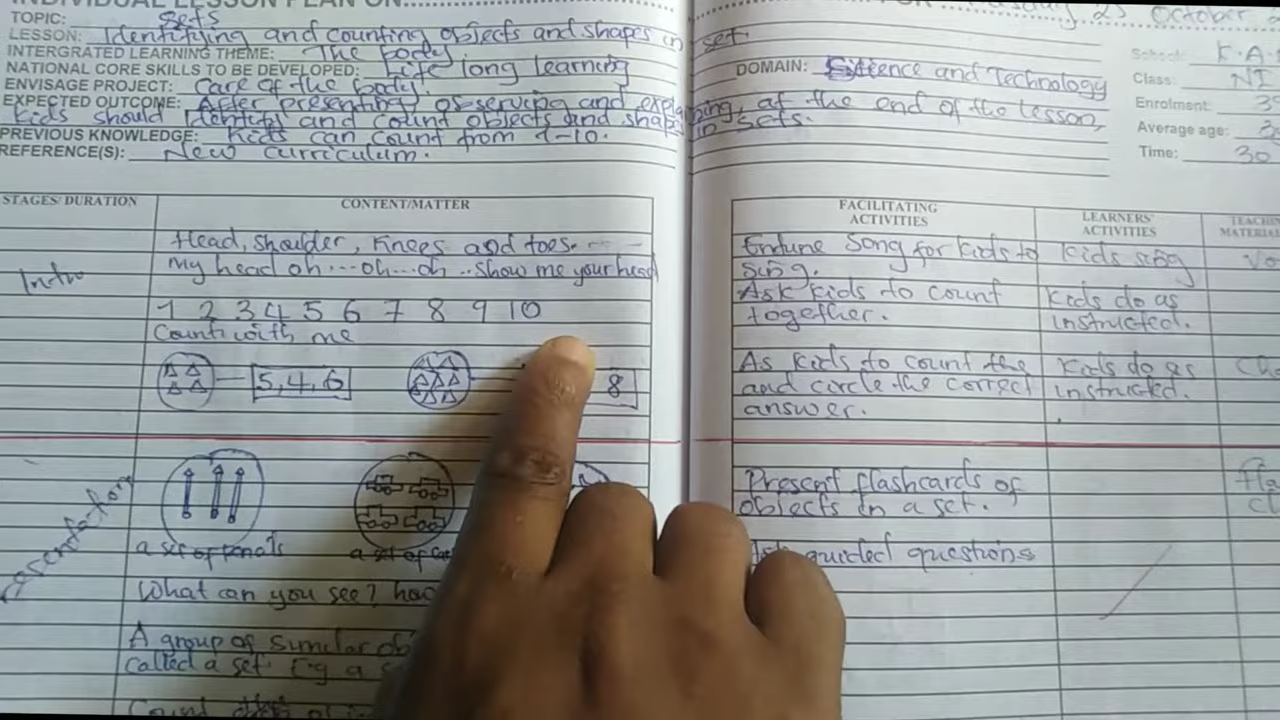 INDIVIDUAL LESSON PLAN ON
TOPIC: Sets
LESSON: Identifying and counting objects and shapes in set.
INTERGRATED LEARNING THEME: The body.
NATIONAL CORE SKILLS TO BE DEVELOPED: Life long learning
ENVISAGE PROJECT: Care of the body.
EXPECTED OUTCOME: After presenting, observing and explaining, at the end of the lesson,
kids should identify and count objects and shapes in sets.
PREVIOUS KNOWLEDGE: Kids can count from 1-10.
REFERENCE(S): New curriculum.
23 October
DOMAIN: Science and Technology
School: K.A
Class:
Enrolment: 3
Average age:
Time: 30
STAGES/DURATION
CONTENT/MATTER
Intro
Head, shoulder, knees and toes.
My head oh...oh...oh ..show me your head
1 2 3 4 5 6 7 8 9 10
Count with me
5,4,6
8
a set of pencils
a set of
What can you see?
A group of similar
called a set. E.g a
Count
FACILITATING
ACTIVITIES
LEARNERS'
ACTIVITIES
Entune song for kids to
sing.
Kids sing
Ask kids to count
together.
Kids do as
instructed.
As kids to count the
and circle the correct
answer.
Kids do as
instructed.
Present flashcards of
objects in a set.
guided questions